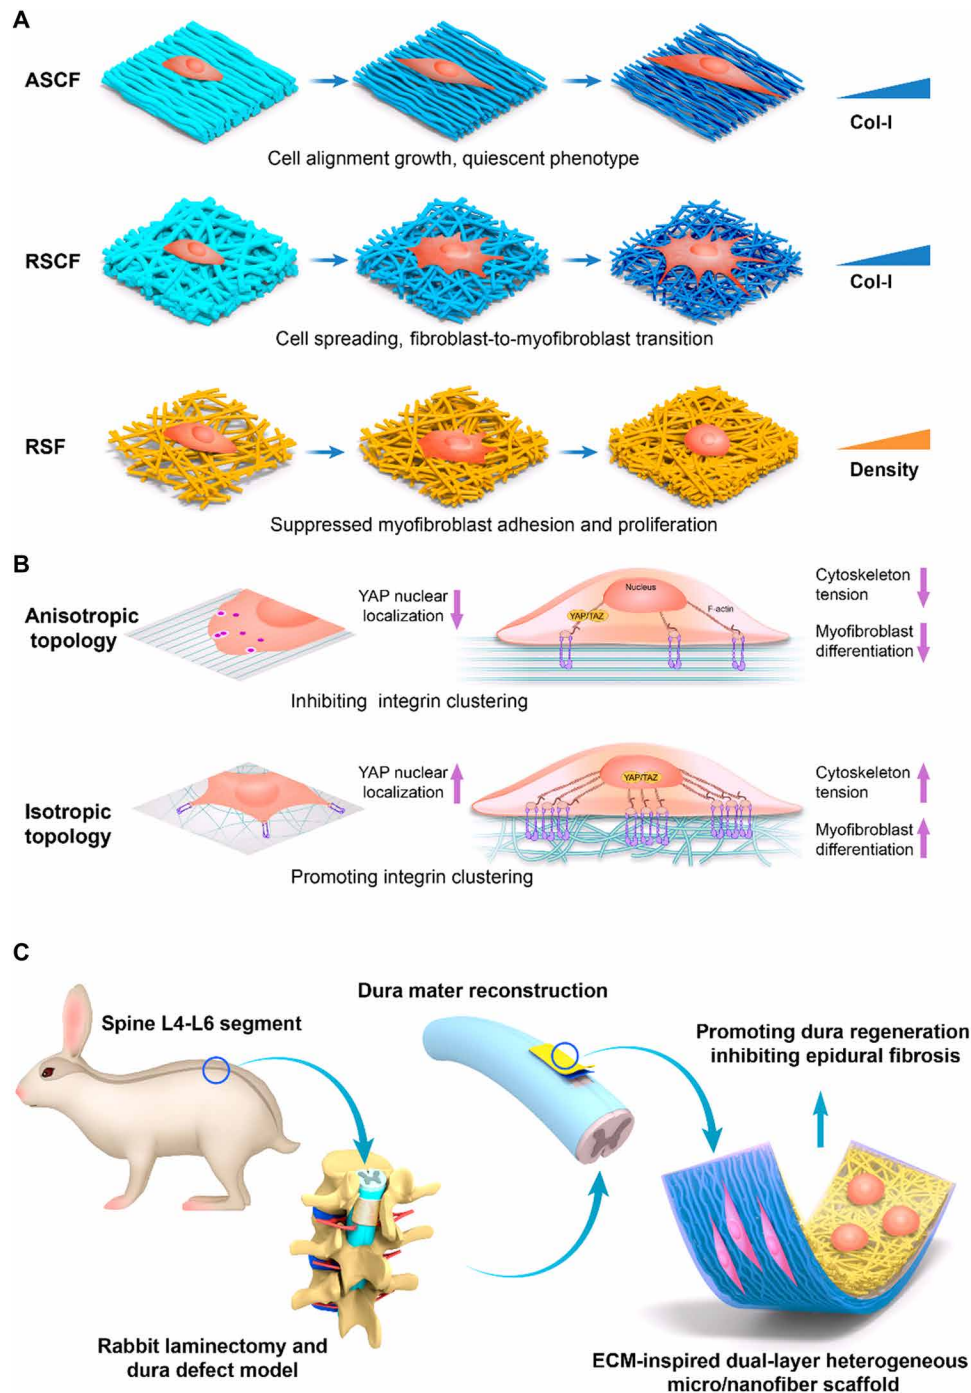 A
ASCF
Col-I
Cell alignment growth, quiescent phenotype
RSCF
Col-I
Cell spreading, fibroblast-to-myofibroblast transition
RSF
Density
Suppressed myofibroblast adhesion and proliferation
B
Anisotropic
topology
YAP nuclear
localization
Nucleus
YAP/TAZ
F-actin
Cytoskeleton
tension
Myofibroblast
differentiation
Inhibiting integrin clustering
Isotropic
topology
YAP nuclear
localization
YAP/TAZ
Cytoskeleton
tension
Myofibroblast
differentiation
Promoting integrin clustering
C
Spine L4-L6 segment
Dura mater reconstruction
Promoting dura regeneration
inhibiting epidural fibrosis
Rabbit laminectomy and
dura defect model
ECM-inspired dual-layer heterogeneous
micro/nanofiber scaffold